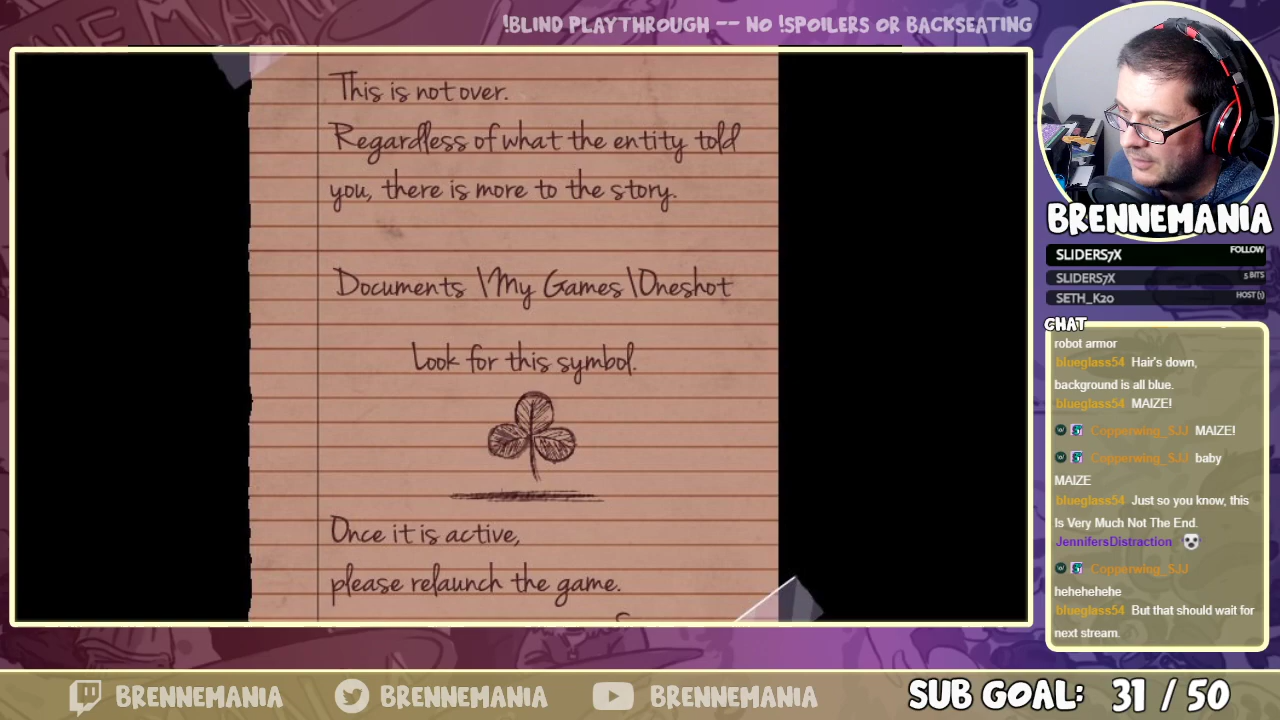 !BLIND PLAYTHROUGH -- NO !SPOILERS OR BACKSEATING
This is not over.
Regardless of what the entity told
you, there is more to the story.
Documents \My Games\Oneshot
Look for this symbol.
Once it is active,
please relaunch the game.
BRENNEMANIA
SLIDERS7X FOLLOW
SLIDERS7X 5 BITS
SETH_K20 HOST (1)
CHAT
robot armor
blueglass54 Hair's down,
background is all blue.
blueglass54 MAIZE!
Copperwing_SJJ MAIZE!
Copperwing_SJJ baby
MAIZE
blueglass54 Just so you know, this
Is Very Much Not The End.
JennifersDistraction
Copperwing_SJJ
hehehehehe
blueglass54 But that should wait for
next stream.
BRENNEMANIA
BRENNEMANIA
BRENNEMANIA
SUB GOAL: 31 / 50